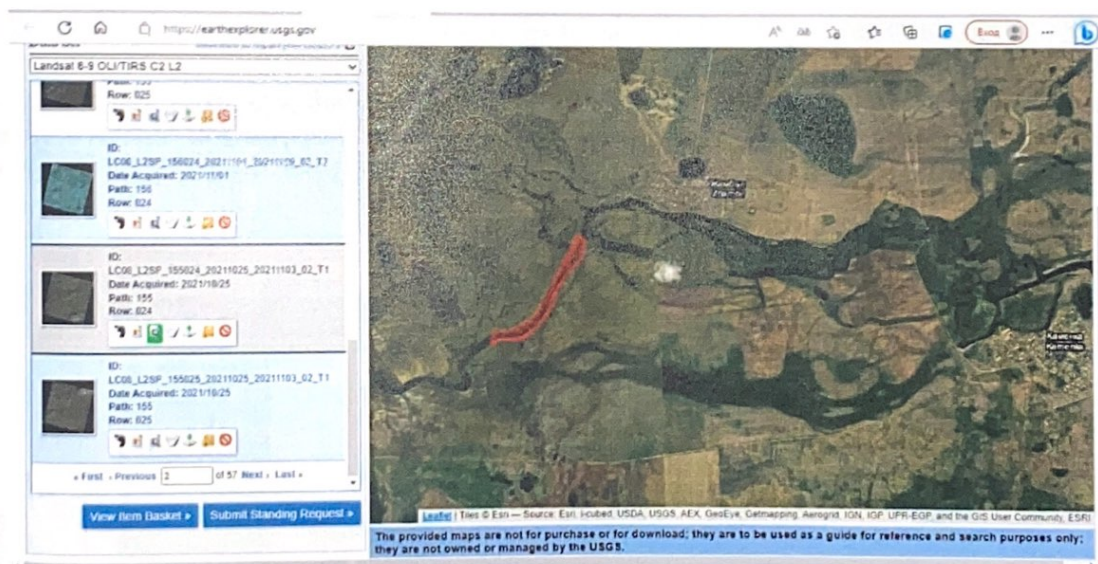 https://earthexplorer.usgs.gov
Вход
Landsat 8-9 OLI/TIRS C2 L2
Row: 025
ID:
Date Acquired: 2021/11/01
Path: 156
Row: 024
ID:
LC08_L2SP_155024_20211025_20211103_02_T1
Date Acquired: 2021/10/25
Path: 155
Row: 024
ID:
LC08_L2SP_155025_20211025_20211103_02_T1
Date Acquired: 2021/10/25
Path: 155
Row: 025
« First ‹ Previous 2 of 57 Next › Last »
View Item Basket » Submit Standing Request »
Каменка
Kamenka
Leaflet | Tiles © Esri — Source: Esri, i-cubed, USDA, USGS, AEX, GeoEye, Getmapping, Aerogrid, IGN, IGP, UPR-EGP, and the GIS User Community, ESRI
The provided maps are not for purchase or for download; they are to be used as a guide for reference and search purposes only;
they are not owned or managed by the USGS.